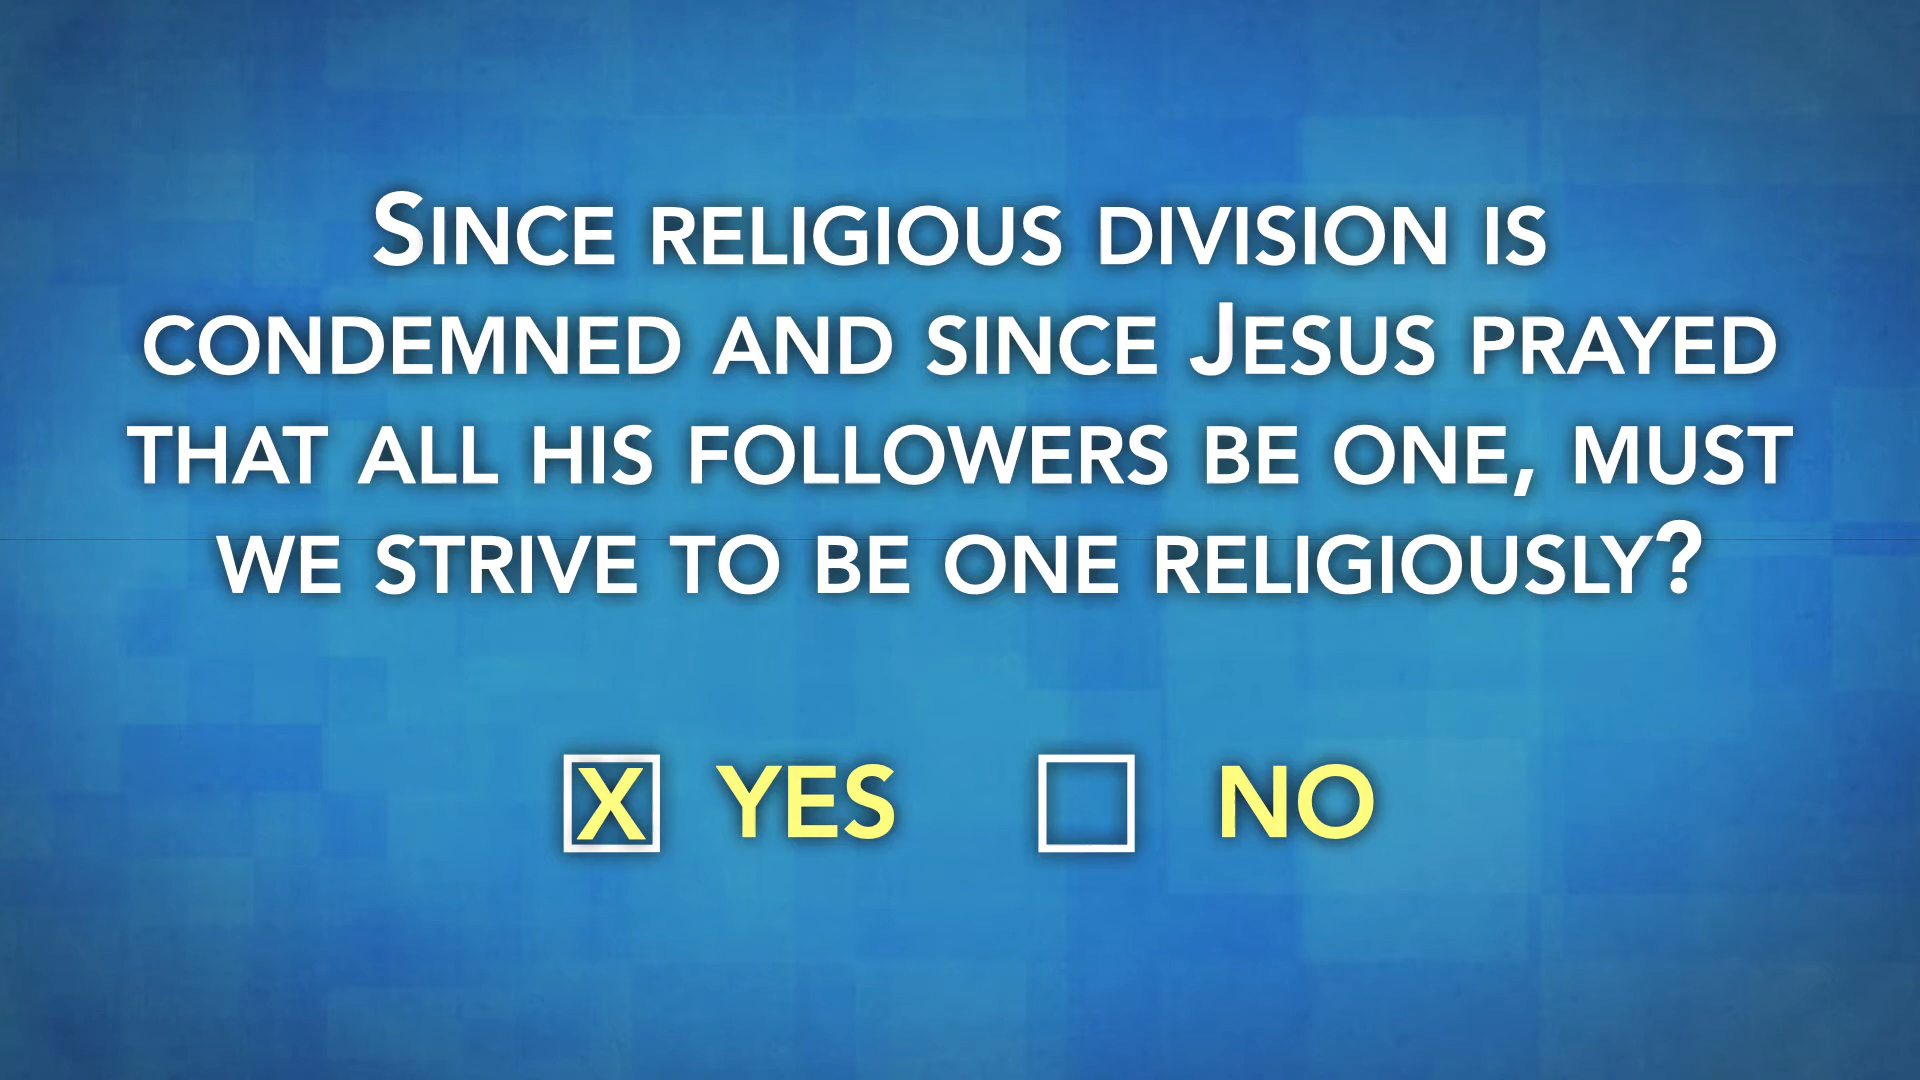 Since religious division is
condemned and since Jesus prayed
that all his followers be one, must
we strive to be one religiously?
X YES NO